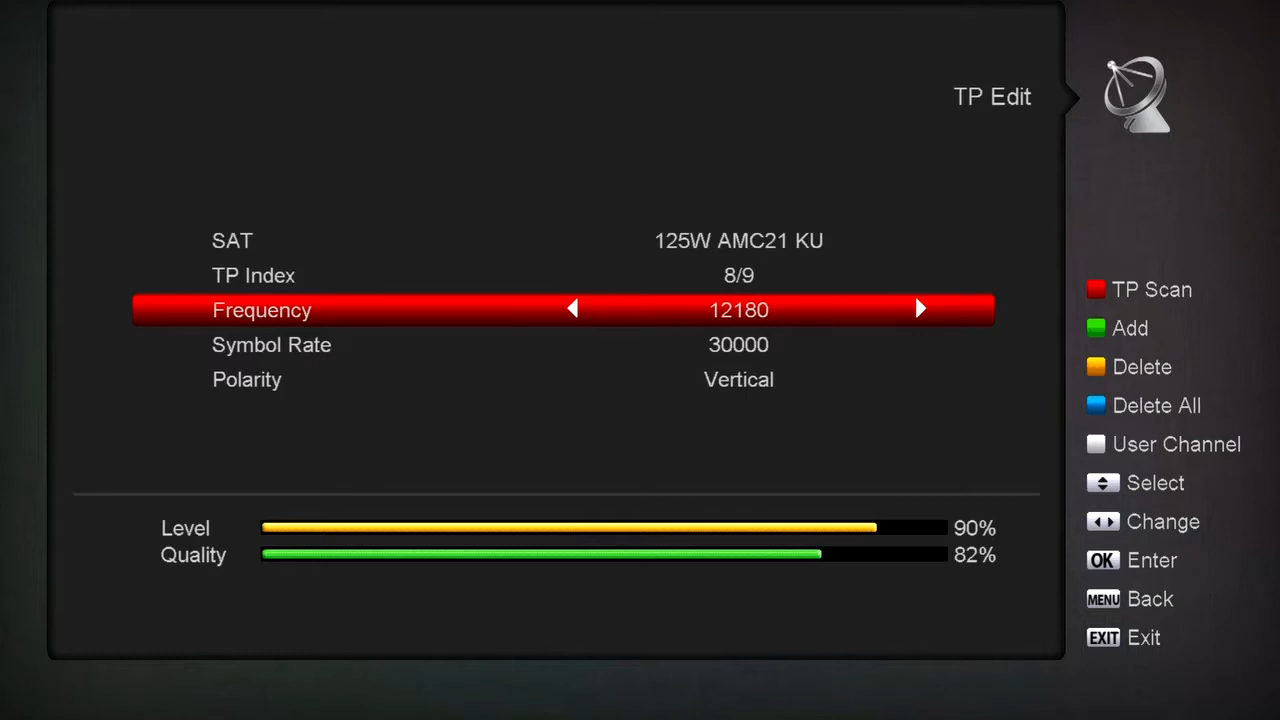 TP Edit
SAT 125W AMC21 KU
TP Index 8/9
Frequency 12180
Symbol Rate 30000
Polarity Vertical
Level 90%
Quality 82%
TP Scan
Add
Delete
Delete All
User Channel
Select
Change
OK Enter
MENU Back
EXIT Exit